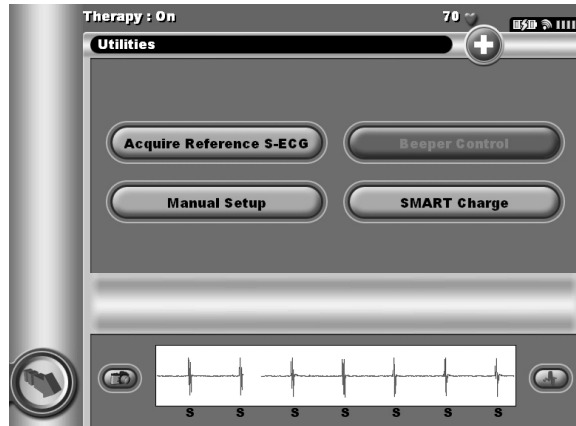 Therapy : On 70
Utilities
Acquire Reference S-ECG Beeper Control
Manual Setup SMART Charge
S S S S S S S